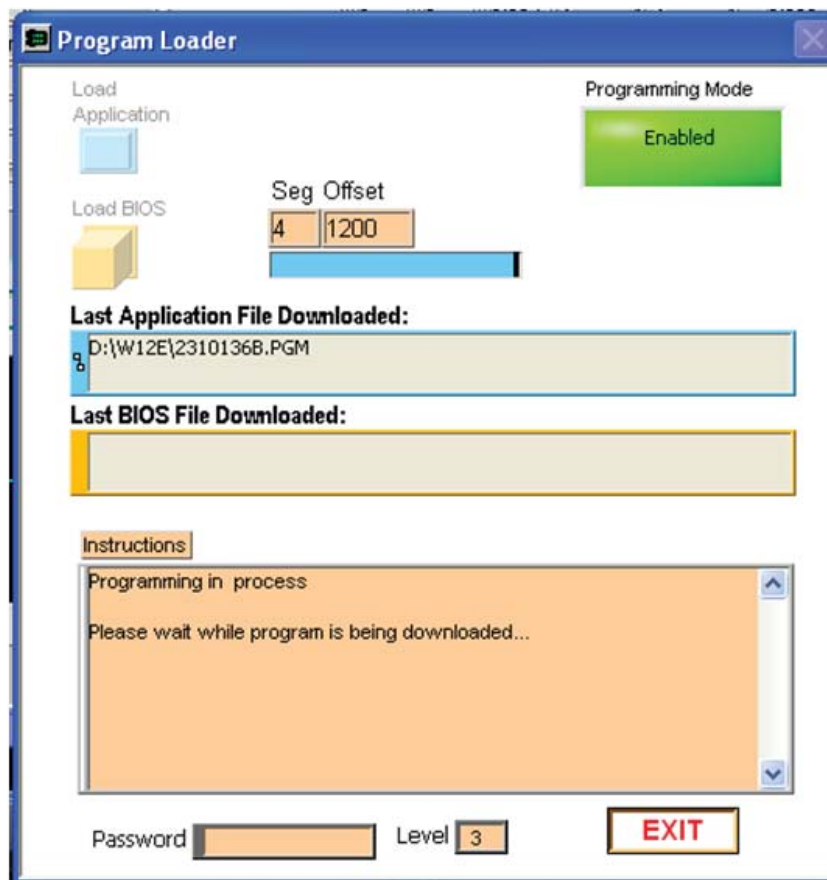 Program Loader
Load
Application
Programming Mode
Enabled
Load BIOS
Seg Offset
4 1200
Last Application File Downloaded:
D:\W12E\2310136B.PGM
Last BIOS File Downloaded:
Instructions
Programming in process
Please wait while program is being downloaded...
Password
Level 3
EXIT